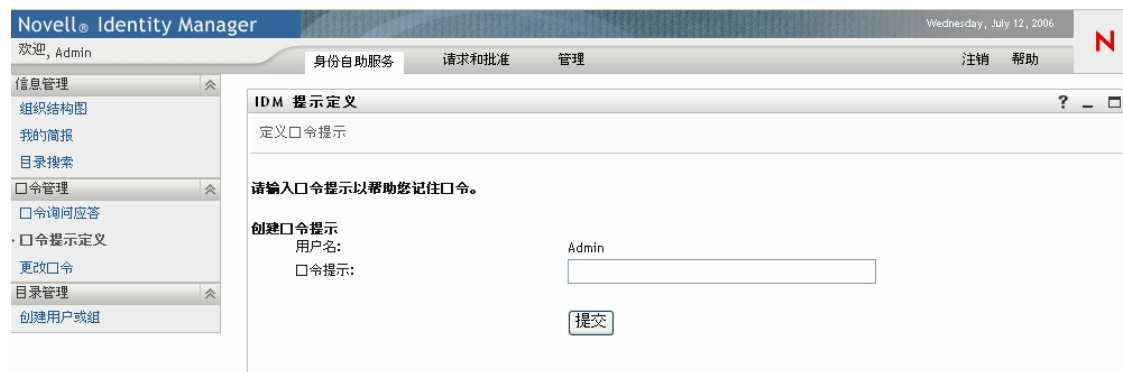 Novell® Identity Manager
Wednesday, July 12, 2006
N
欢迎, Admin
身份自助服务 请求和批准 管理 注销 帮助
信息管理
组织结构图
我的简报
目录搜索
口令管理
口令询问应答
口令提示定义
更改口令
目录管理
创建用户或组
IDM 提示定义
定义口令提示
请输入口令提示以帮助您记住口令。
创建口令提示
用户名: Admin
口令提示:
提交